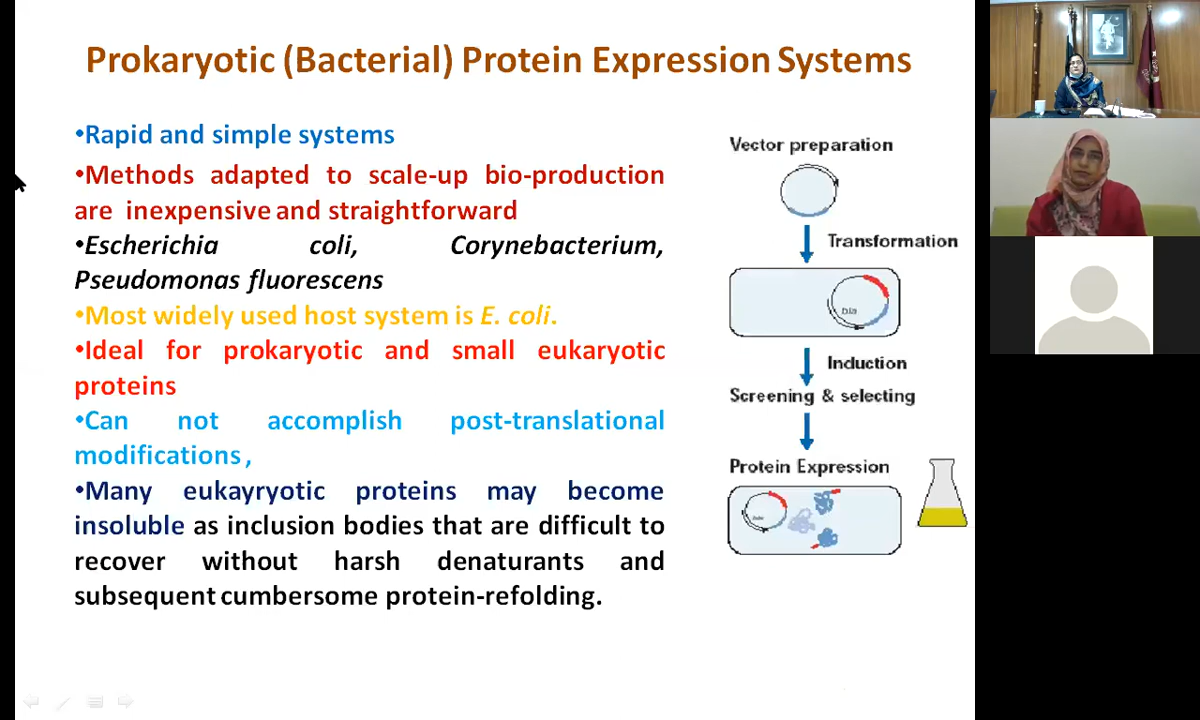 Prokaryotic (Bacterial) Protein Expression Systems
•Rapid and simple systems
•Methods adapted to scale-up bio-production
are inexpensive and straightforward
•Escherichia coli, Corynebacterium,
Pseudomonas fluorescens
•Most widely used host system is E. coli.
•Ideal for prokaryotic and small eukaryotic
proteins
•Can not accomplish post-translational
modifications,
•Many eukayryotic proteins may become
insoluble as inclusion bodies that are difficult to
recover without harsh denaturants and
subsequent cumbersome protein-refolding.
Vector preparation
Transformation
bla
Induction
Screening & selecting
Protein Expression